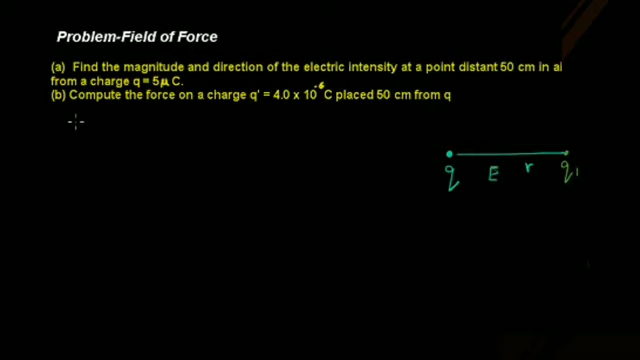 Problem-Field of Force
(a) Find the magnitude and direction of the electric intensity at a point distant 50 cm in ai
from a charge q = 5μ C.
(b) Compute the force on a charge q' = 4.0 x 10⁻⁶ C placed 50 cm from q
q E r q₁